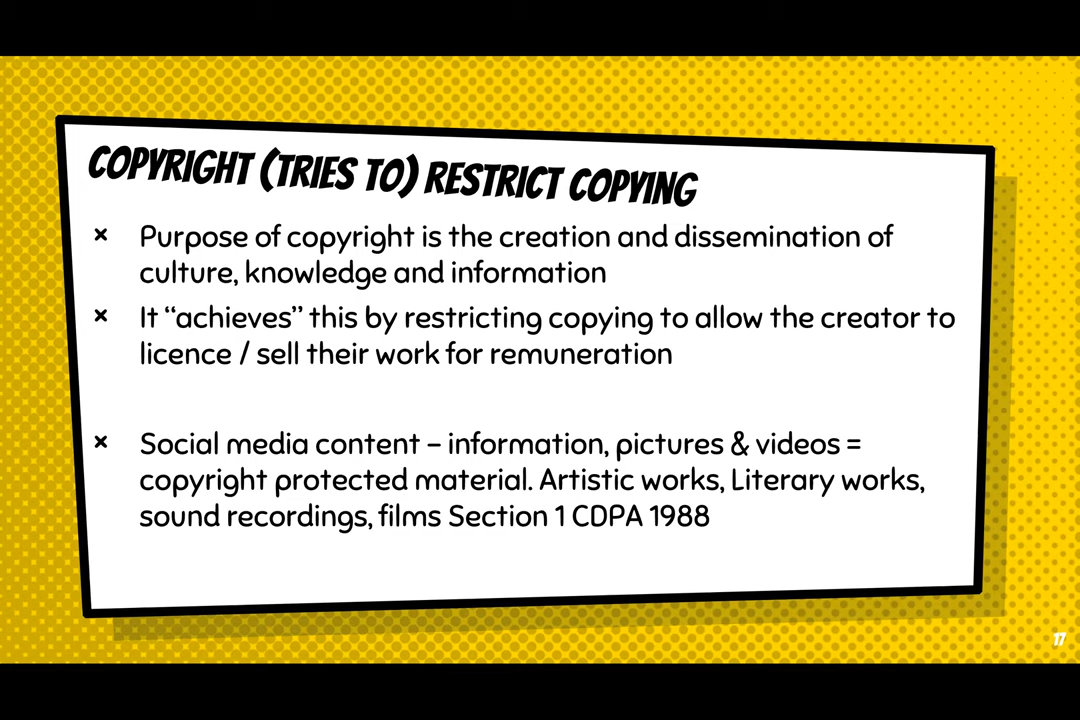 COPYRIGHT (TRIES TO) RESTRICT COPYING
× Purpose of copyright is the creation and dissemination of
culture, knowledge and information
× It “achieves” this by restricting copying to allow the creator to
licence / sell their work for remuneration
× Social media content – information, pictures & videos =
copyright protected material. Artistic works, Literary works,
sound recordings, films Section 1 CDPA 1988
17